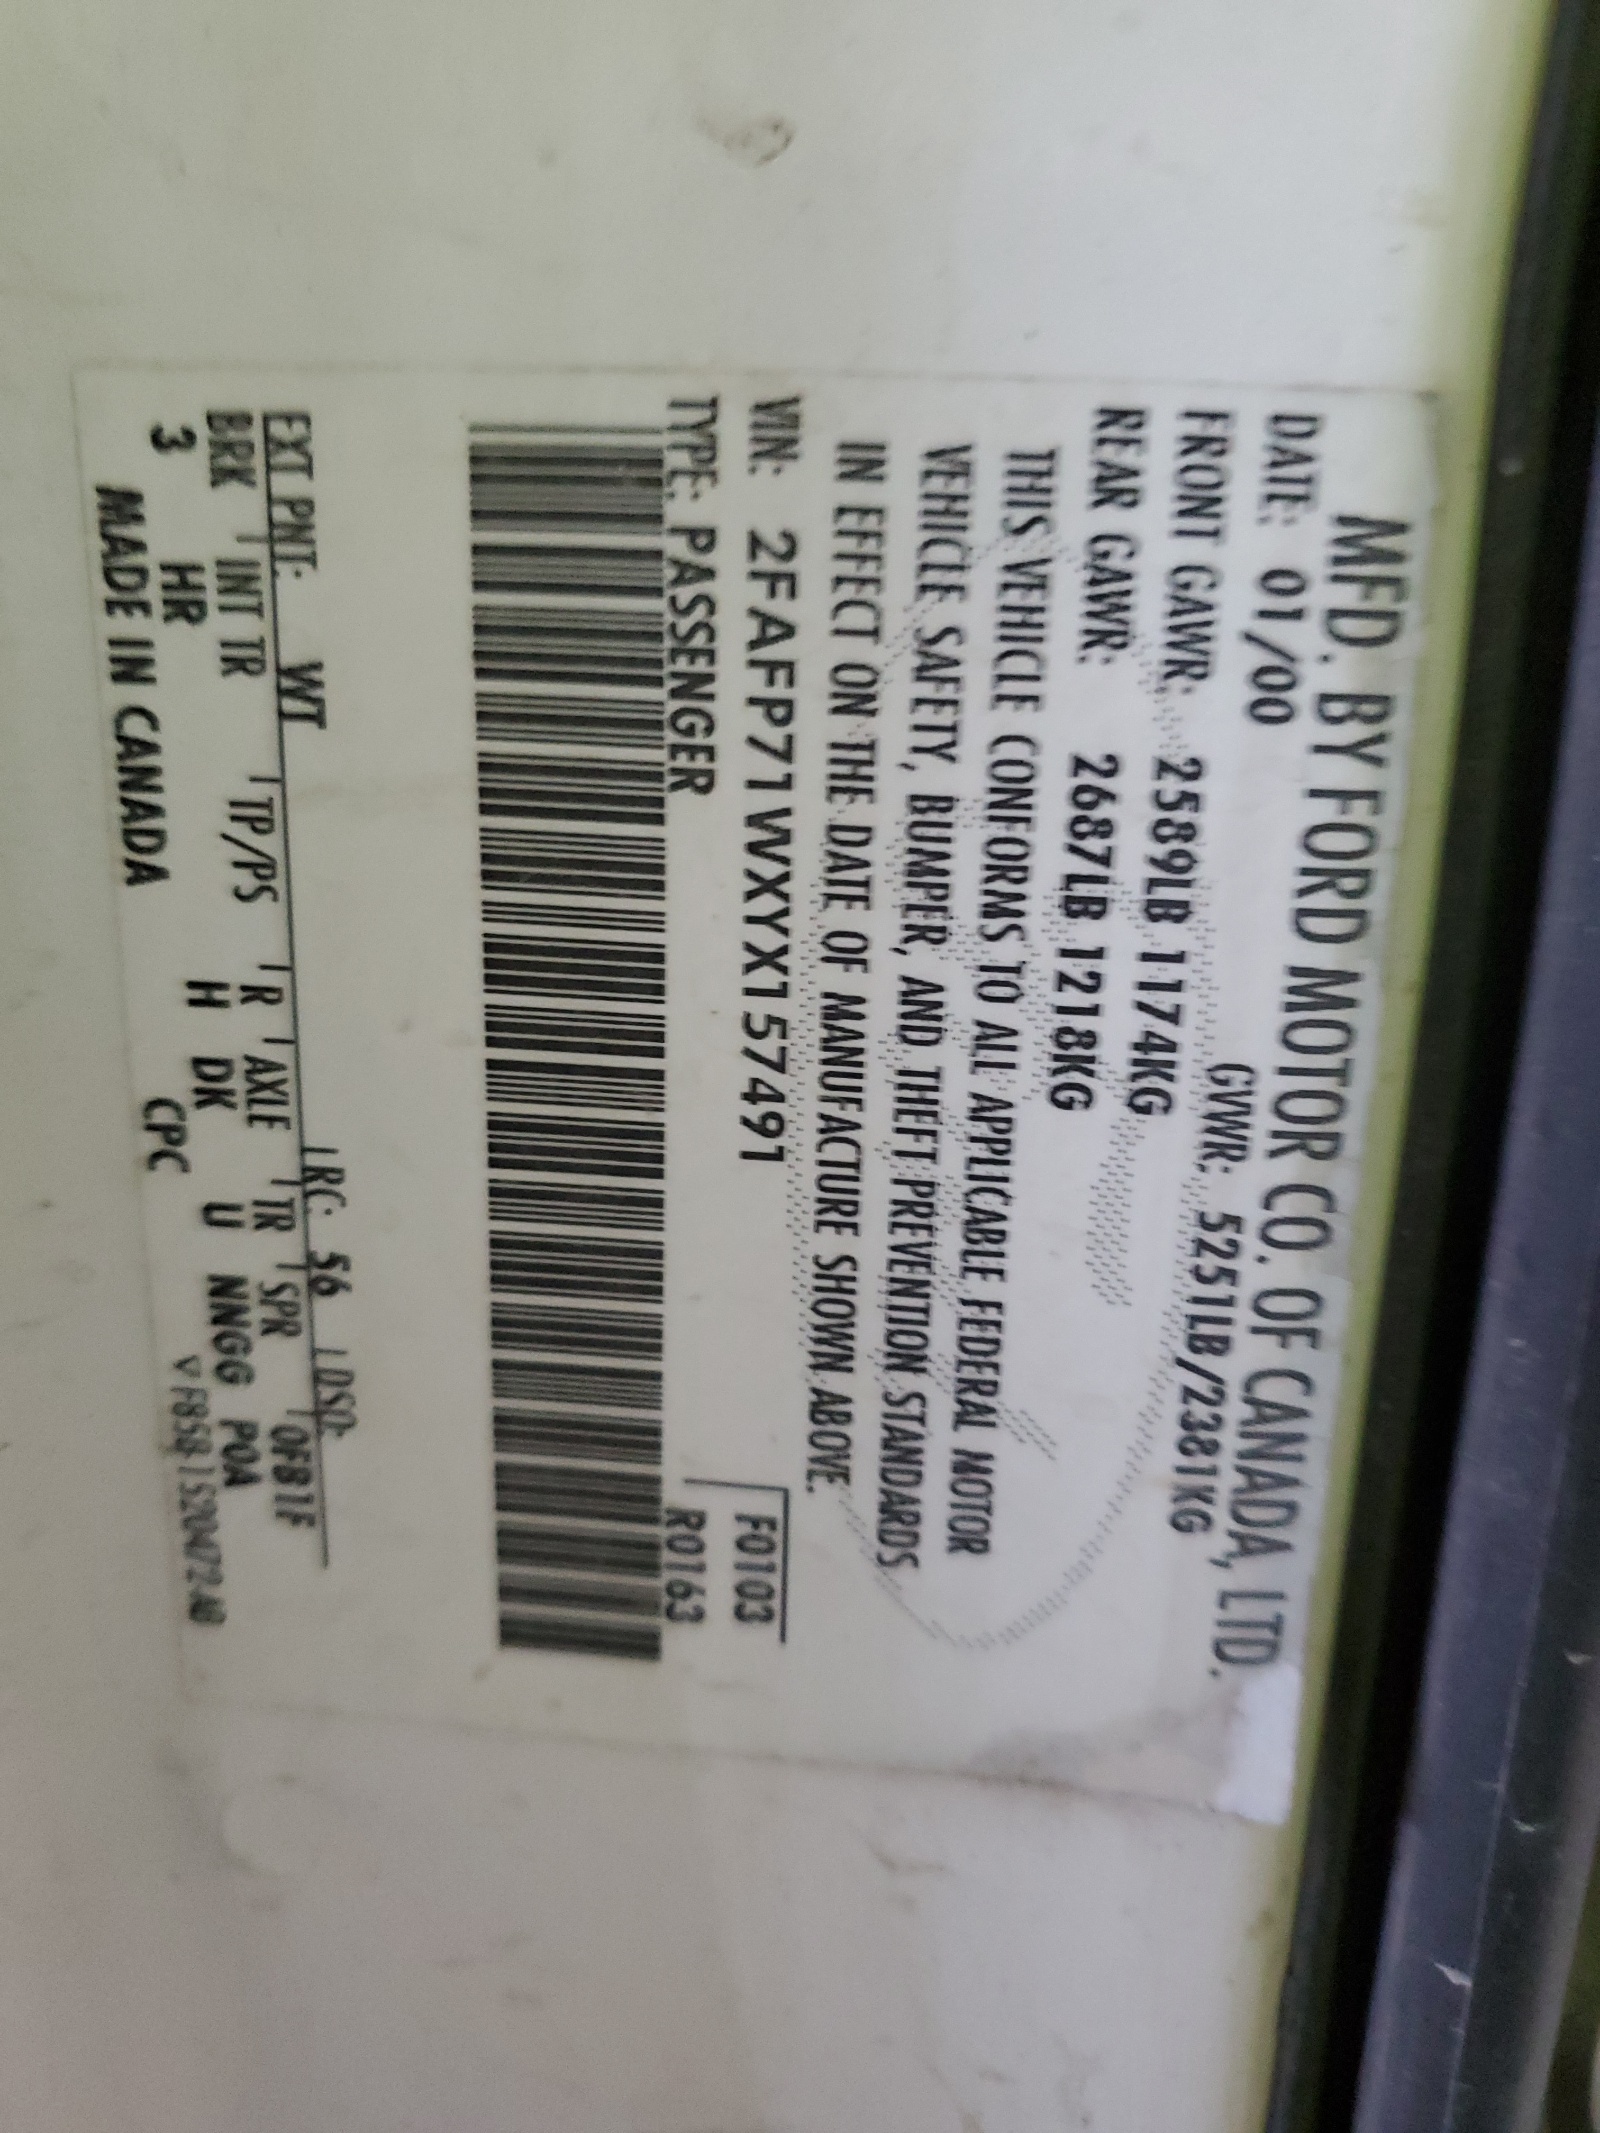 MFD. BY FORD MOTOR CO. OF CANADA, LTD.
DATE: 01/00 GVWR: 5251LB/2381KG
FRONT GAWR: 2589LB 1174KG
REAR GAWR: 2687LB 1218KG
THIS VEHICLE CONFORMS TO ALL APPLICABLE FEDERAL MOTOR
VEHICLE SAFETY, BUMPER, AND THEFT PREVENTION STANDARDS
IN EFFECT ON THE DATE OF MANUFACTURE SHOWN ABOVE.
VIN: 2FAFP71WXYX157491 F0103
TYPE: PASSENGER R0163
EXT PNT: WT RC: 56 DSO:
BRK INT TR TP/PS R AXLE TR SPR OF81F
3 HR H DK U NNGG POA
MADE IN CANADA CPC